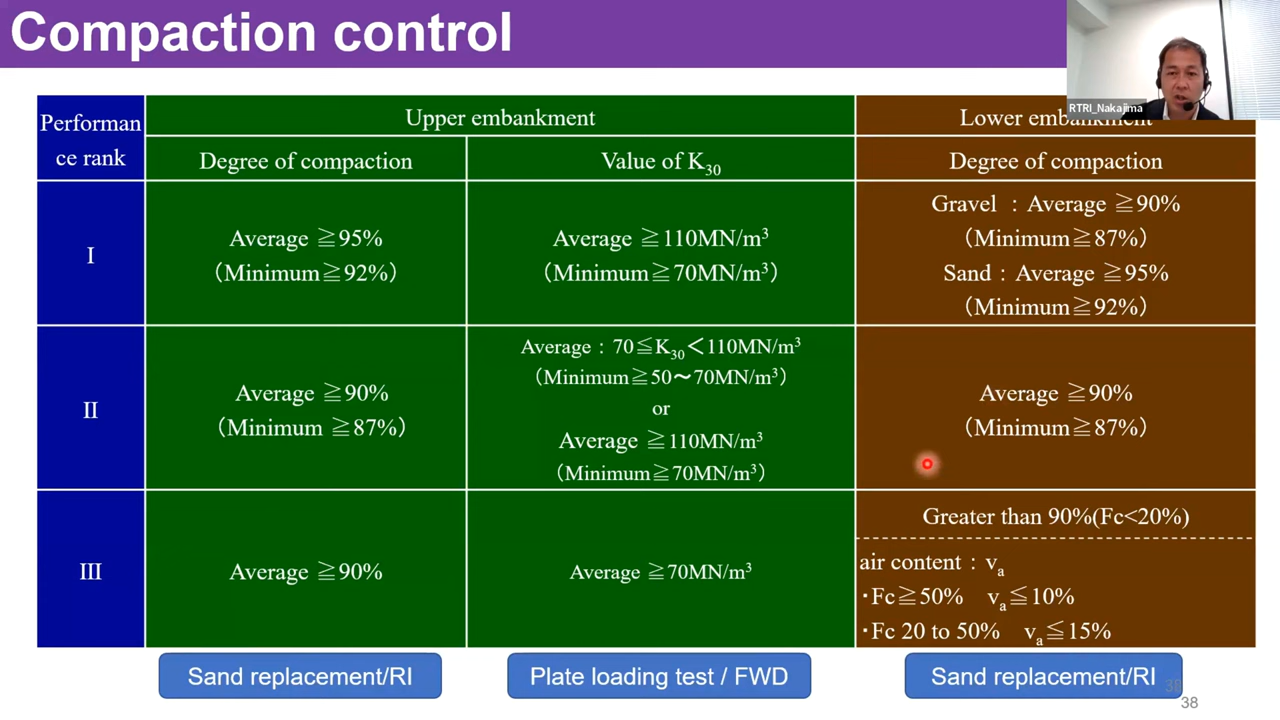 Compaction control
RTRI_Nakajima
Performan
ce rank
Upper embankment
Lower embankment
Degree of compaction
Value of K30
Degree of compaction
I
Average ≧95%
(Minimum≧92%)
Average ≧110MN/m³
(Minimum≧70MN/m³)
Gravel ：Average ≧90%
(Minimum≧87%)
Sand：Average ≧95%
(Minimum≧92%)
II
Average ≧90%
(Minimum ≧87%)
Average：70≦K30＜110MN/m³
(Minimum≧50～70MN/m³)
or
Average ≧110MN/m³
(Minimum≧70MN/m³)
Average ≧90%
(Minimum≧87%)
III
Average ≧90%
Average ≧70MN/m³
Greater than 90%(Fc<20%)
air content：va
・Fc≧50% va≦10%
・Fc 20 to 50% va≦15%
Sand replacement/RI
Plate loading test / FWD
Sand replacement/RI
38
38